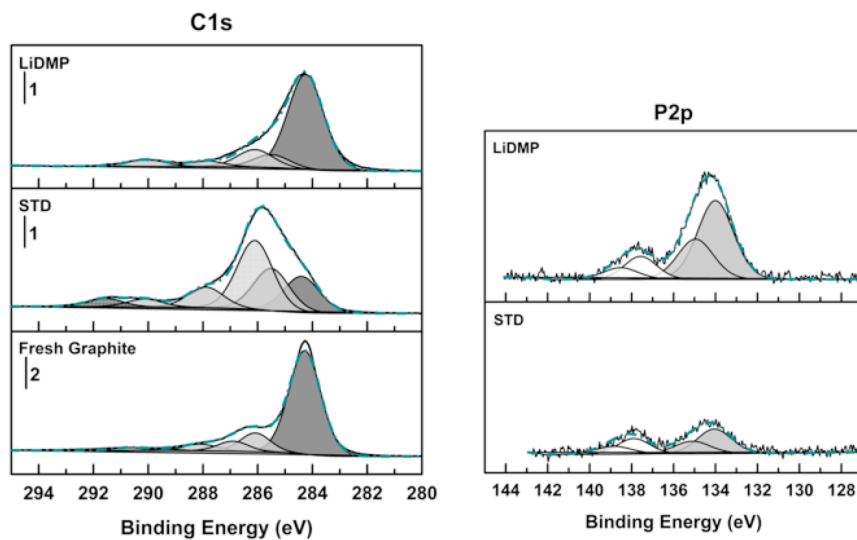 C1s
LiDMP
1
STD
1
Fresh Graphite
2
294 292 290 288 286 284 282 280
Binding Energy (eV)
P2p
LiDMP
STD
144 142 140 138 136 134 132 130 128
Binding Energy (eV)